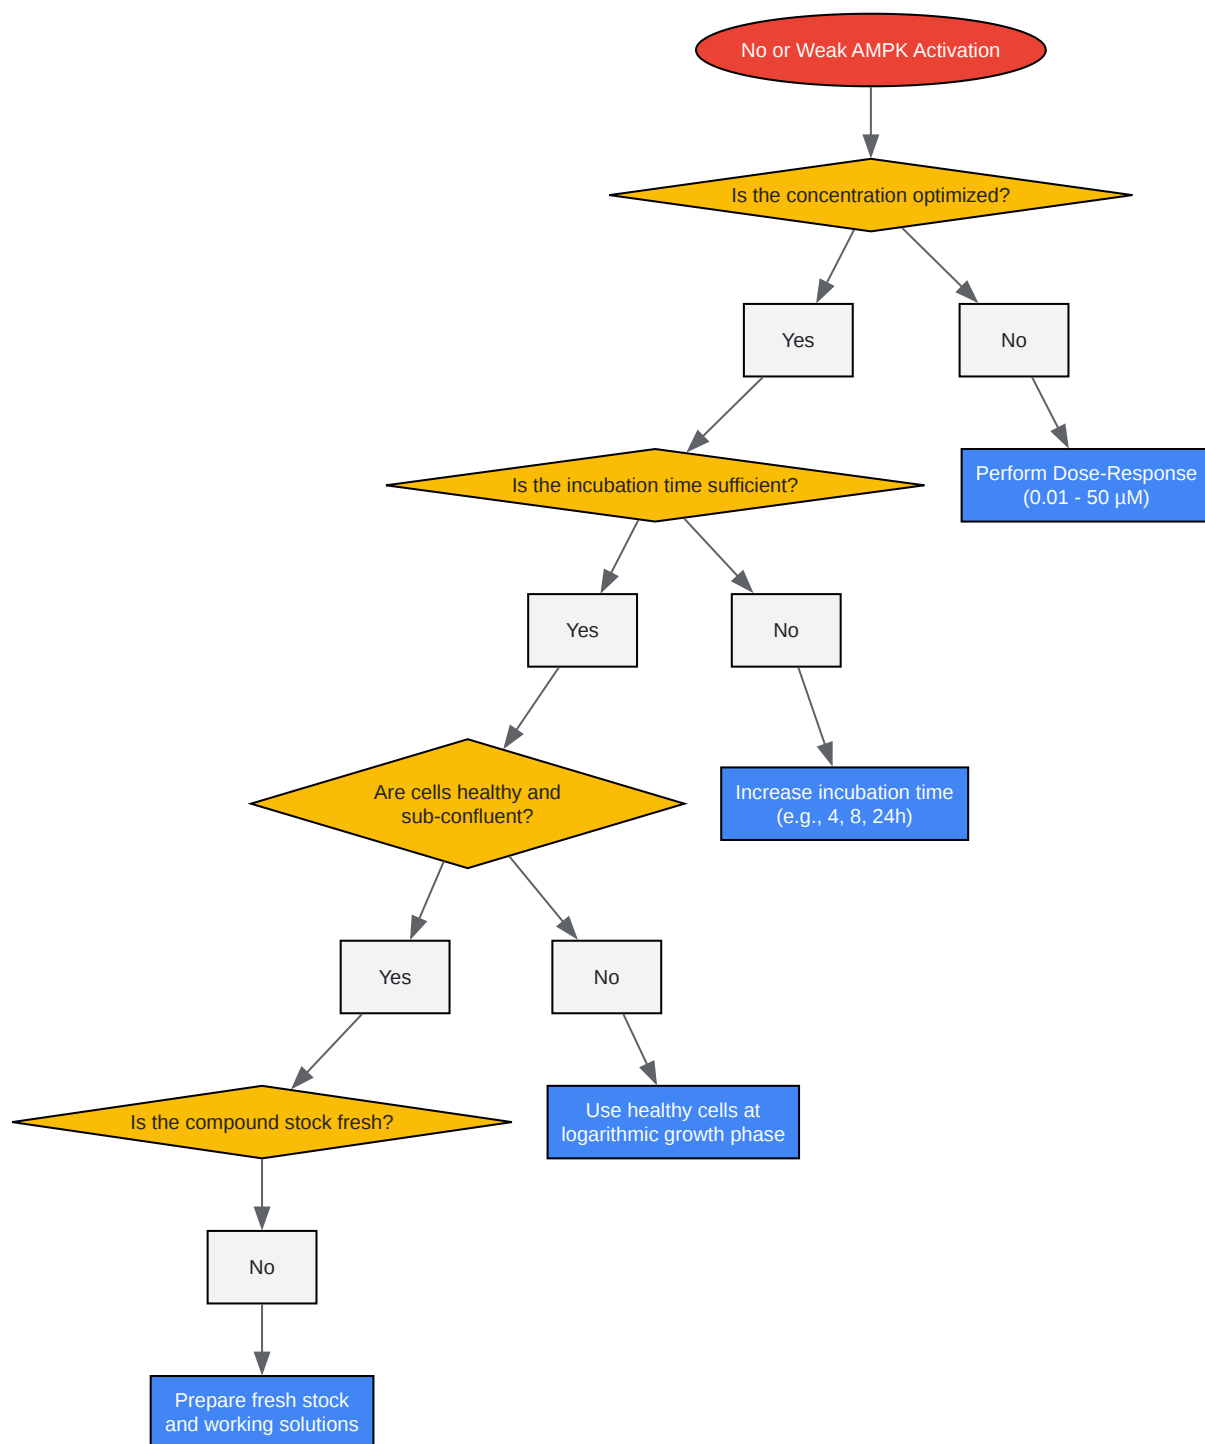 No or Weak AMPK Activation
Is the concentration optimized?
Yes
No
Is the incubation time sufficient?
Perform Dose-Response
(0.01 - 50 µM)
Yes
No
Are cells healthy and
sub-confluent?
Increase incubation time
(e.g., 4, 8, 24h)
Yes
No
Is the compound stock fresh?
Use healthy cells at
logarithmic growth phase
No
Prepare fresh stock
and working solutions